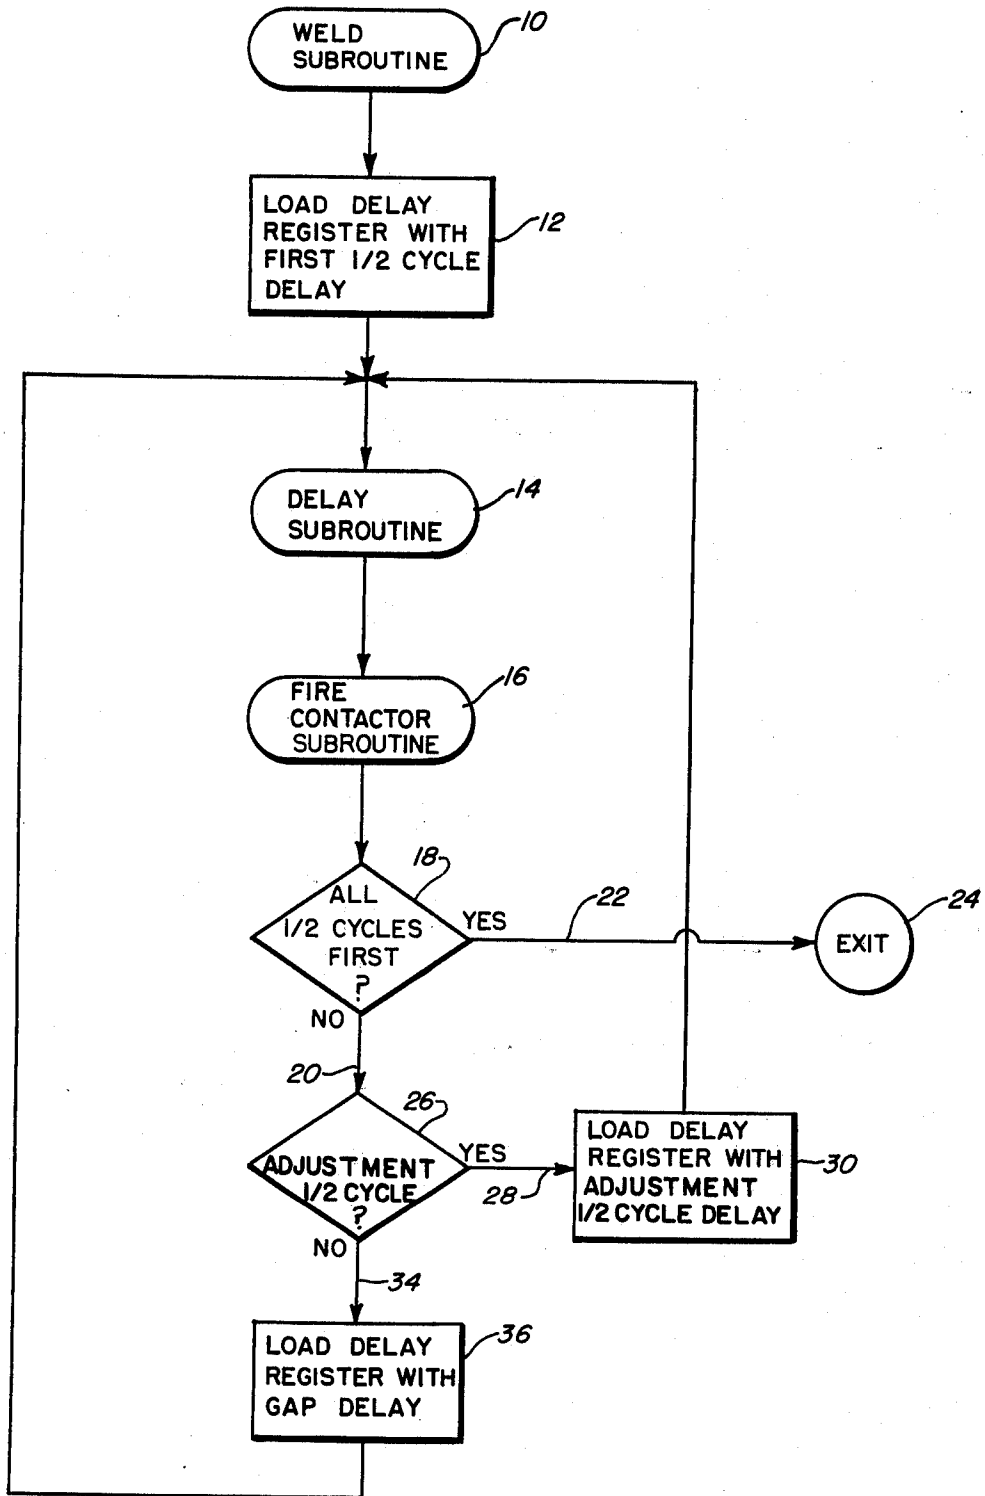 WELD
SUBROUTINE
10
LOAD DELAY
REGISTER WITH
FIRST 1/2 CYCLE
DELAY
12
DELAY
SUBROUTINE
14
FIRE
CONTACTOR
SUBROUTINE
16
ALL
1/2 CYCLES
FIRST
?
18
YES
22
EXIT
24
NO
20
ADJUSTMENT
1/2 CYCLE
?
26
YES
28
LOAD DELAY
REGISTER WITH
ADJUSTMENT
1/2 CYCLE DELAY
30
NO
34
LOAD DELAY
REGISTER WITH
GAP DELAY
36